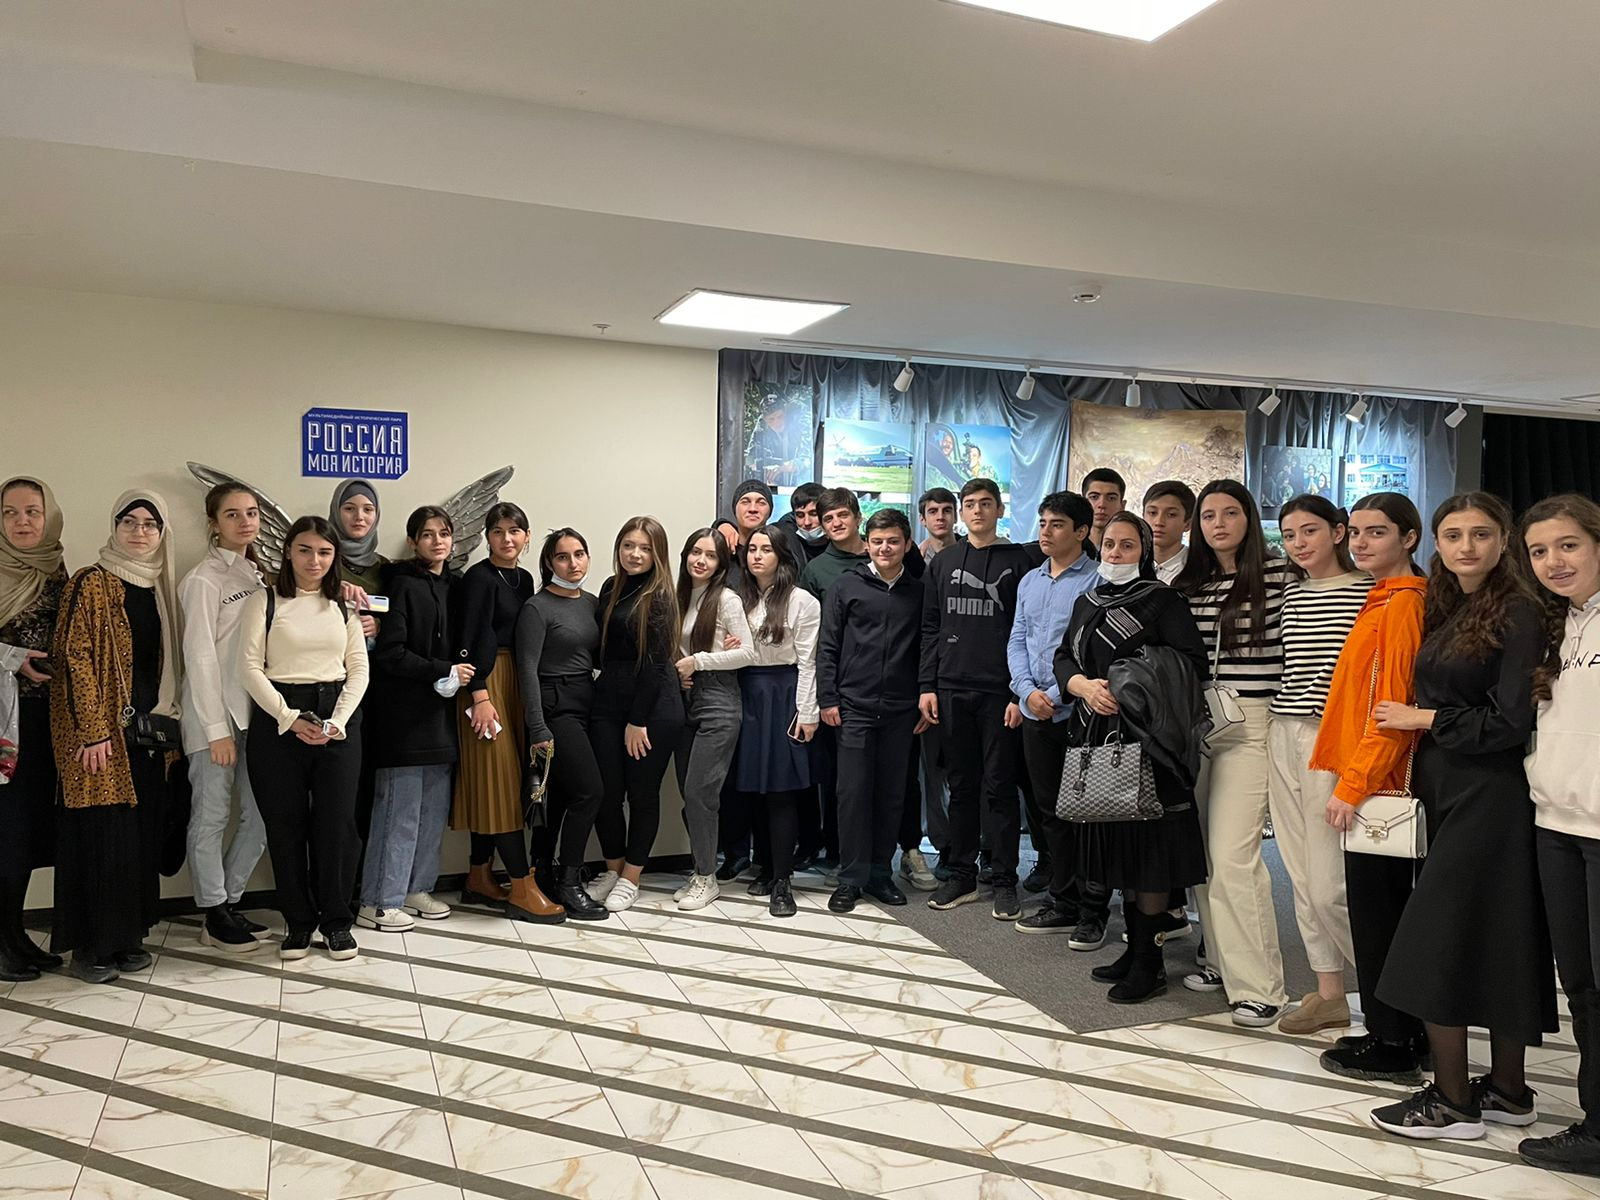 МУЛЬТИМЕДИЙНЫЙ ИСТОРИЧЕСКИЙ ПАРК
РОССИЯ
МОЯ ИСТОРИЯ
PUMA